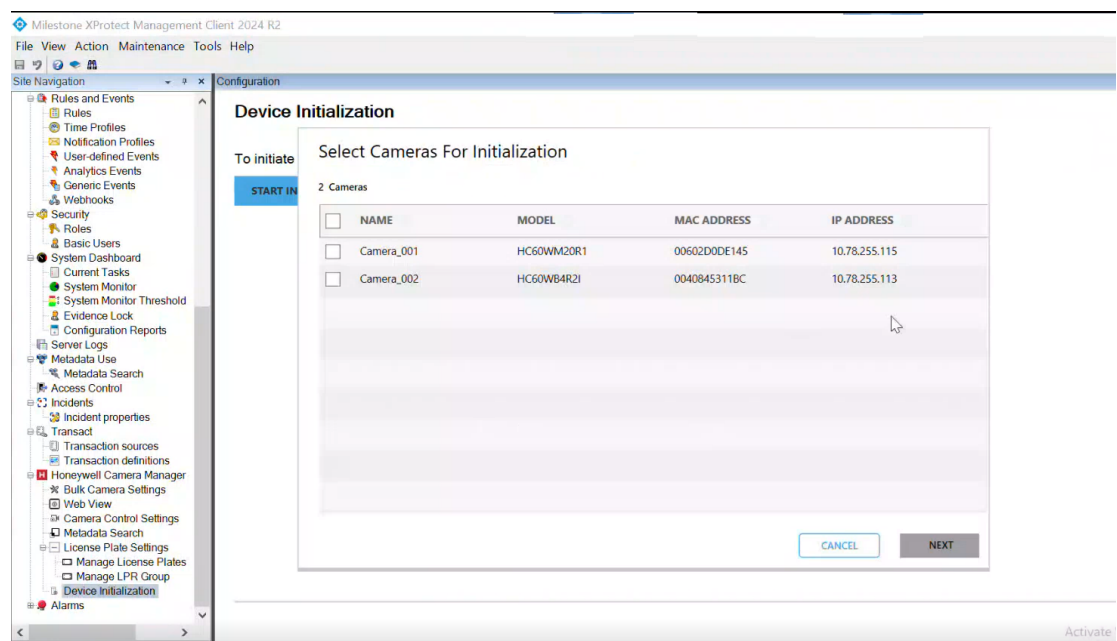 Milestone XProtect Management Client 2024 R2
File View Action Maintenance Tools Help
Site Navigation
Rules and Events
Rules
Time Profiles
Notification Profiles
User-defined Events
Analytics Events
Generic Events
Webhooks
Security
Roles
Basic Users
System Dashboard
Current Tasks
System Monitor
System Monitor Threshold
Evidence Lock
Configuration Reports
Server Logs
Metadata Use
Metadata Search
Access Control
Incidents
Incident properties
Transact
Transaction sources
Transaction definitions
Honeywell Camera Manager
Bulk Camera Settings
Web View
Camera Control Settings
Metadata Search
License Plate Settings
Manage License Plates
Manage LPR Group
Device Initialization
Alarms
Configuration
Device Initialization
To initiate
START IN
Select Cameras For Initialization
2 Cameras
NAME MODEL MAC ADDRESS IP ADDRESS
Camera_001 HC60WM20R1 00602D0DE145 10.78.255.115
Camera_002 HC60WB4R2I 0040845311BC 10.78.255.113
CANCEL NEXT
Activate